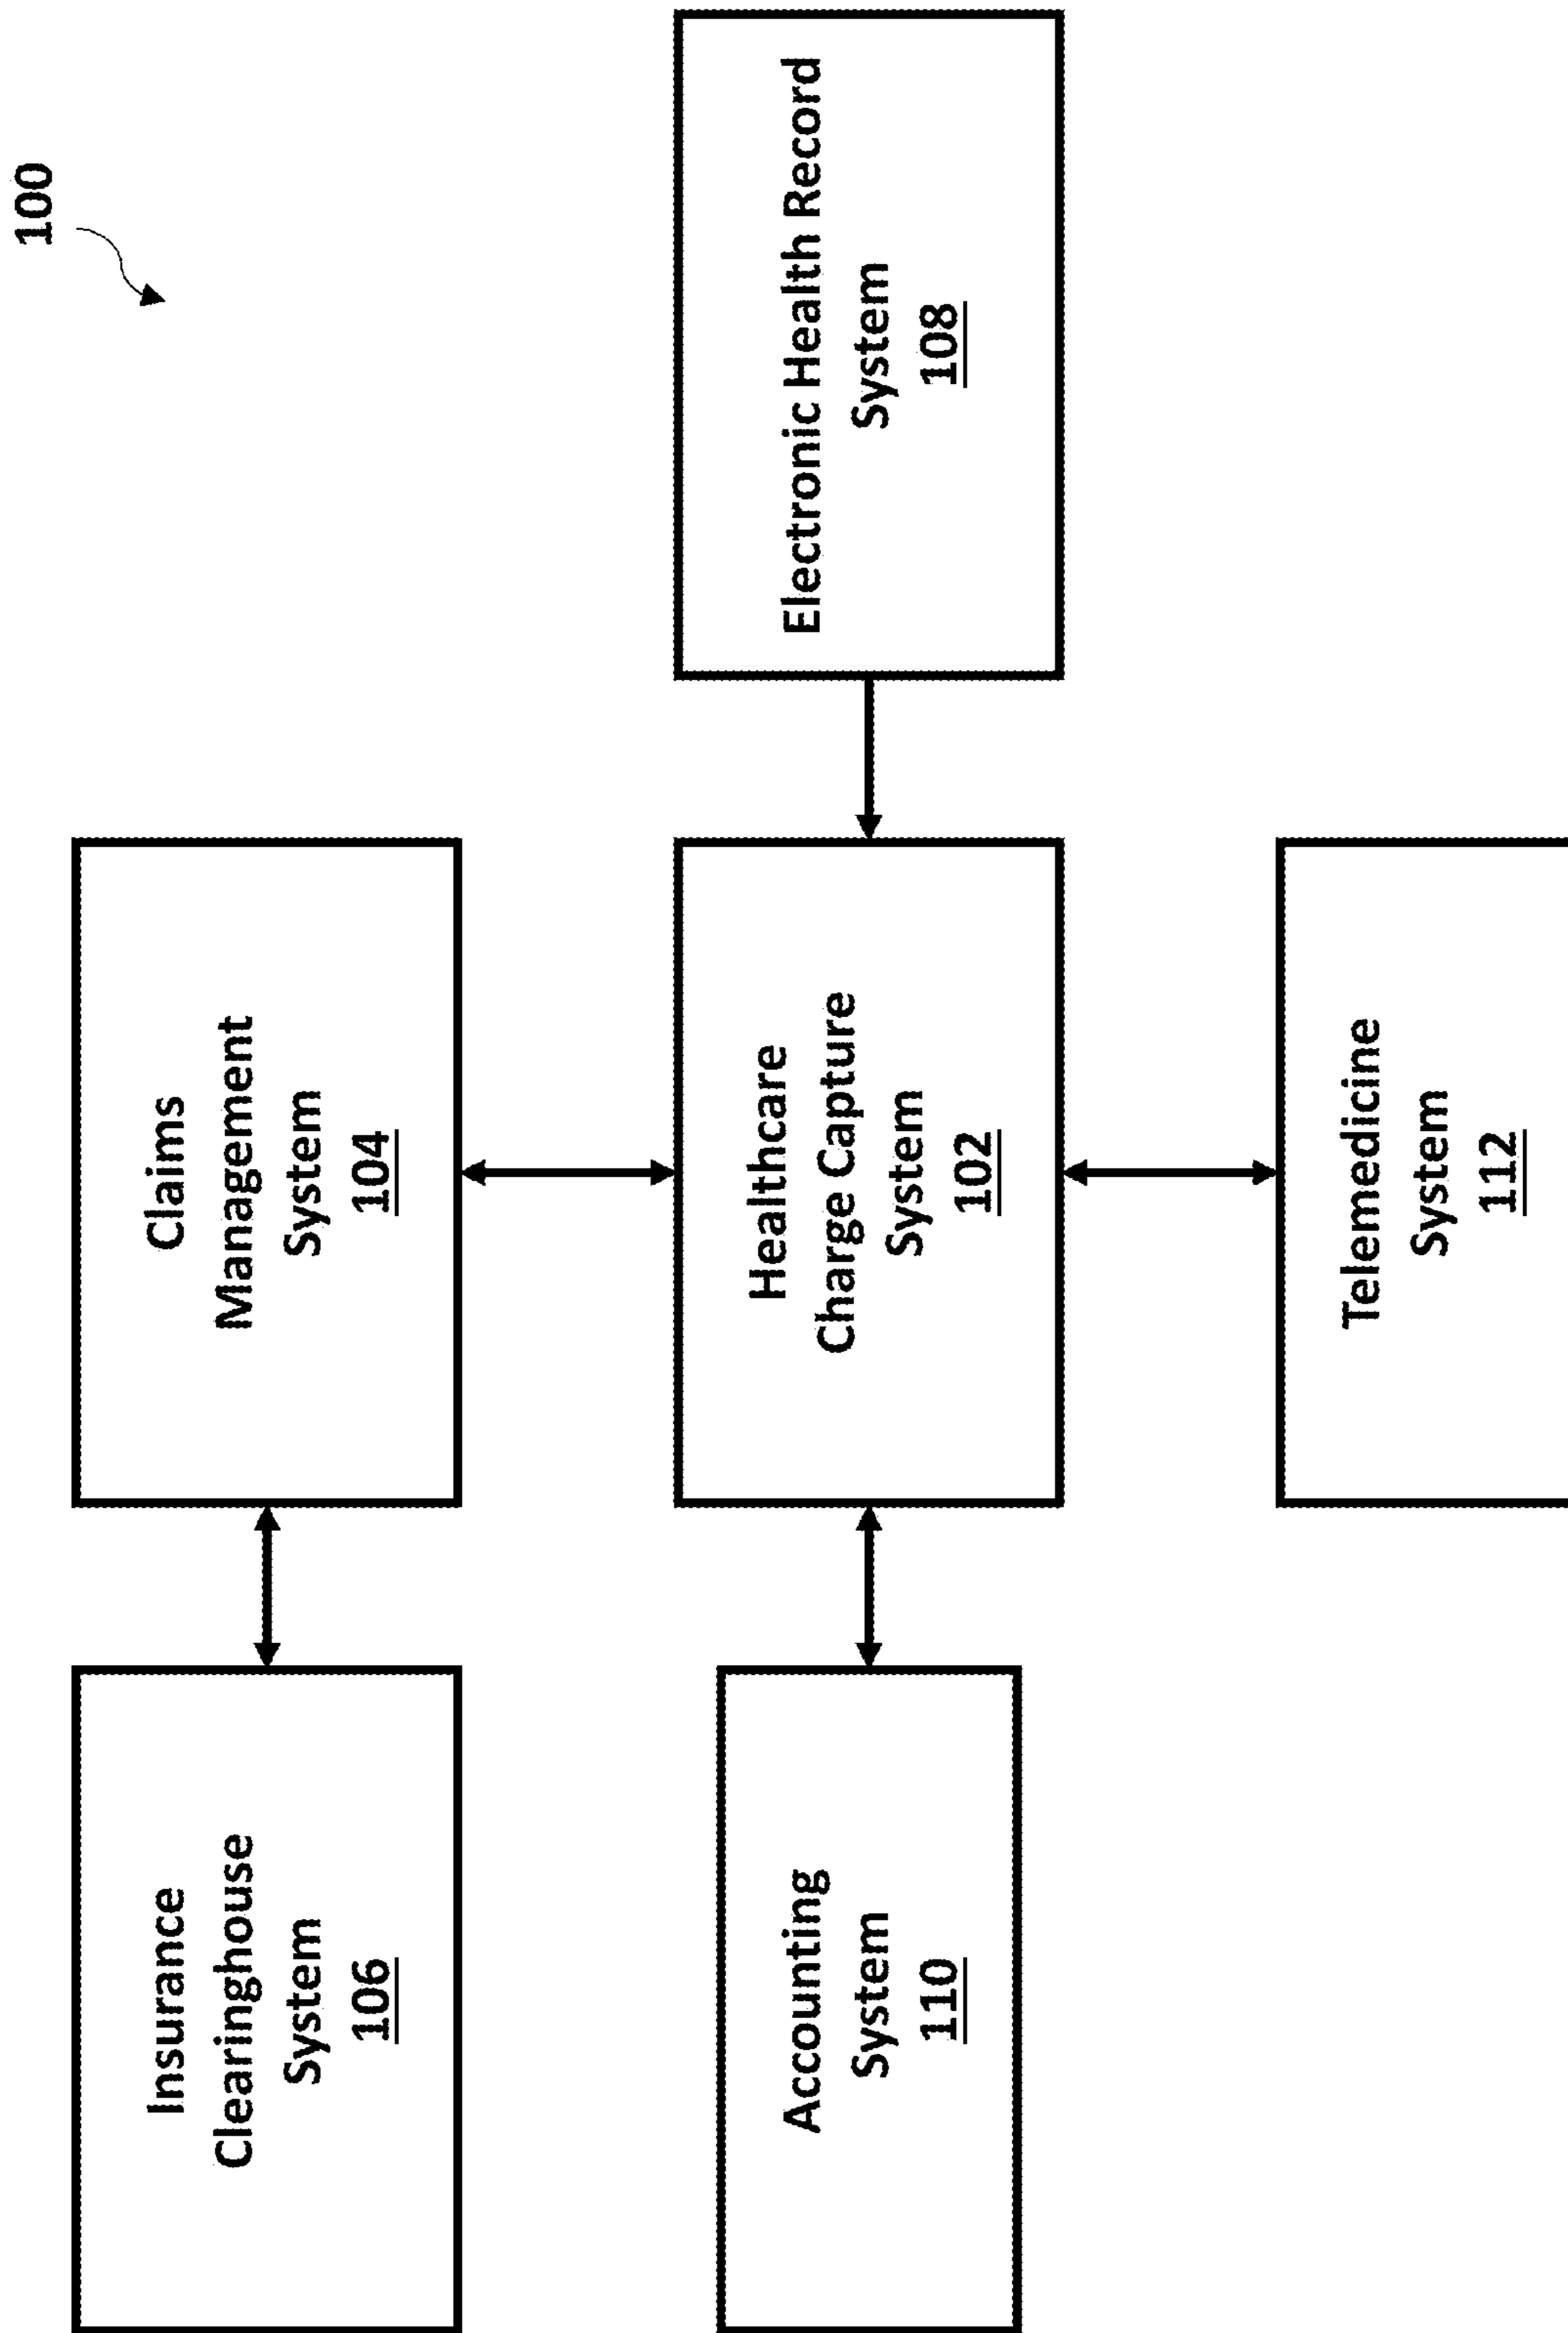 100
Insurance
Clearinghouse
System
106
Claims
Management
System
104
Accounting
System
110
Healthcare
Charge Capture
System
102
Electronic Health Record
System
108
Telemedicine
System
112